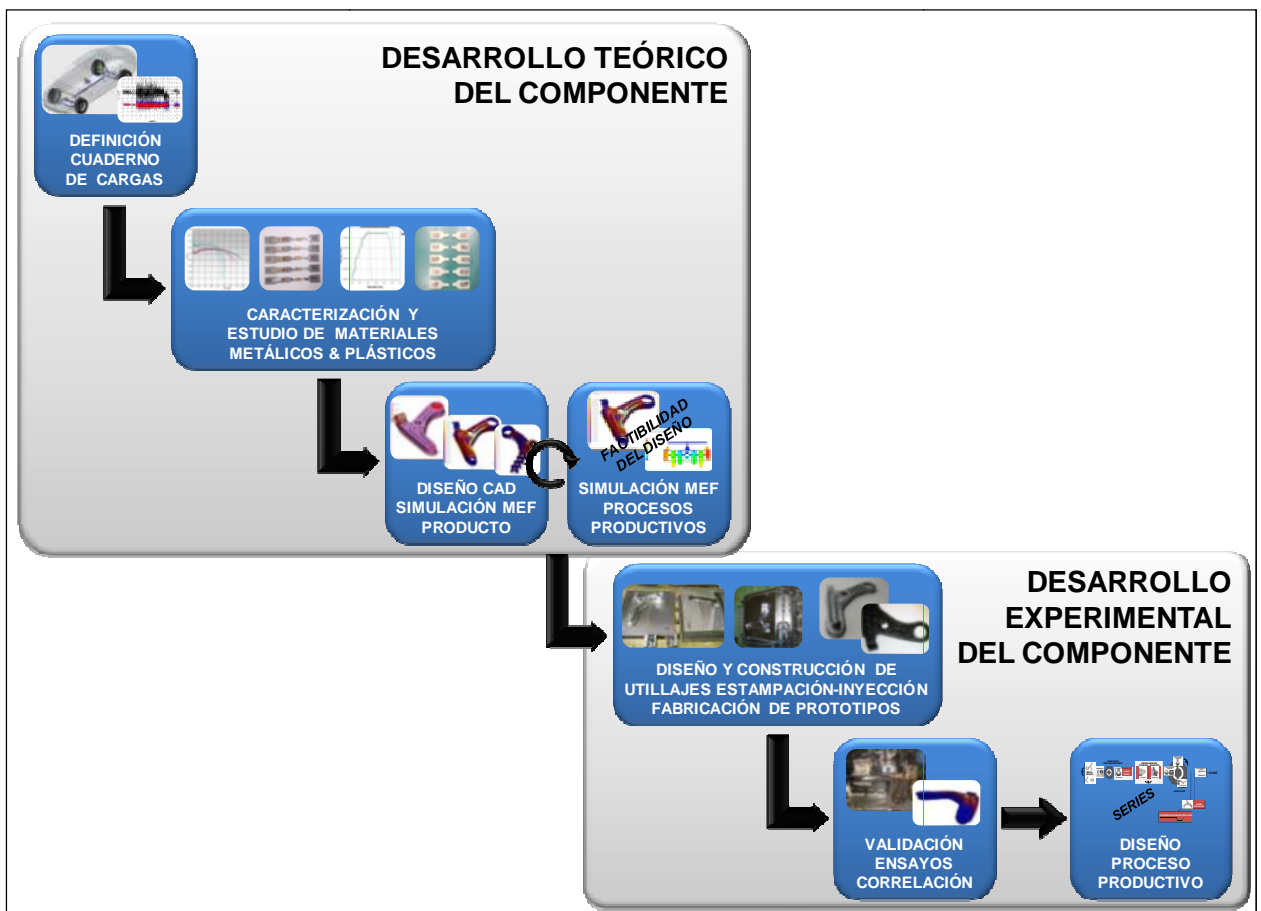 DESARROLLO TEÓRICO
DEL COMPONENTE
DEFINICIÓN
CUADERNO
DE CARGAS
CARACTERIZACIÓN Y
ESTUDIO DE MATERIALES
METÁLICOS & PLÁSTICOS
DISEÑO CAD
SIMULACIÓN MEF
PRODUCTO
FACTIBILIDAD
DEL DISEÑO
SIMULACIÓN MEF
PROCESOS
PRODUCTIVOS
DESARROLLO
EXPERIMENTAL
DEL COMPONENTE
DISEÑO Y CONSTRUCCIÓN DE
UTILLAJES ESTAMPACIÓN-INYECCIÓN
FABRICACIÓN DE PROTOTIPOS
VALIDACIÓN
ENSAYOS
CORRELACIÓN
SERIES
DISEÑO
PROCESO
PRODUCTIVO